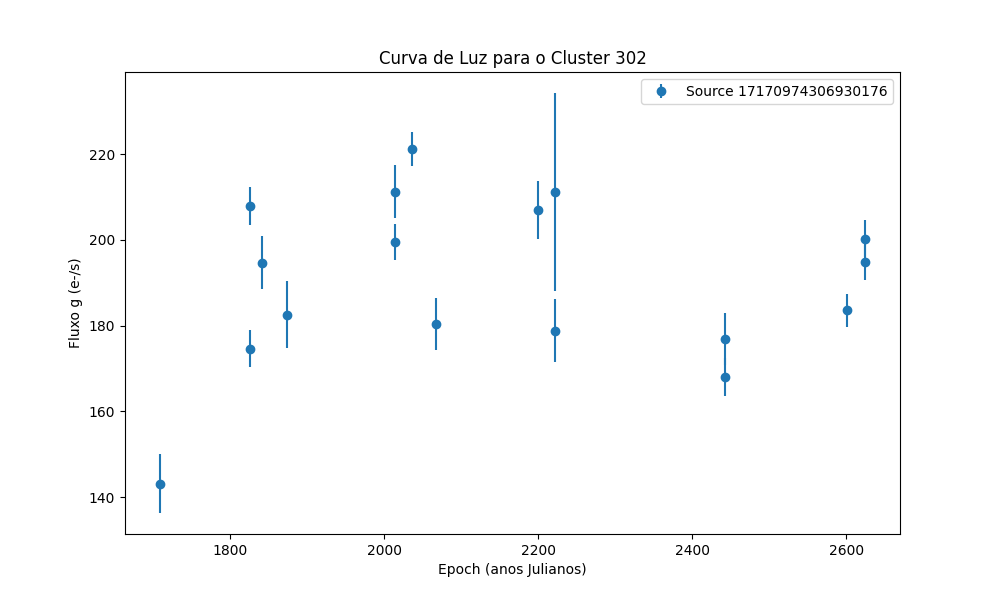 Curva de Luz para o Cluster 302
Source 17170974306930176
Fluxo g (e-/s)
220
200
180
160
140
1800 2000 2200 2400 2600
Epoch (anos Julianos)